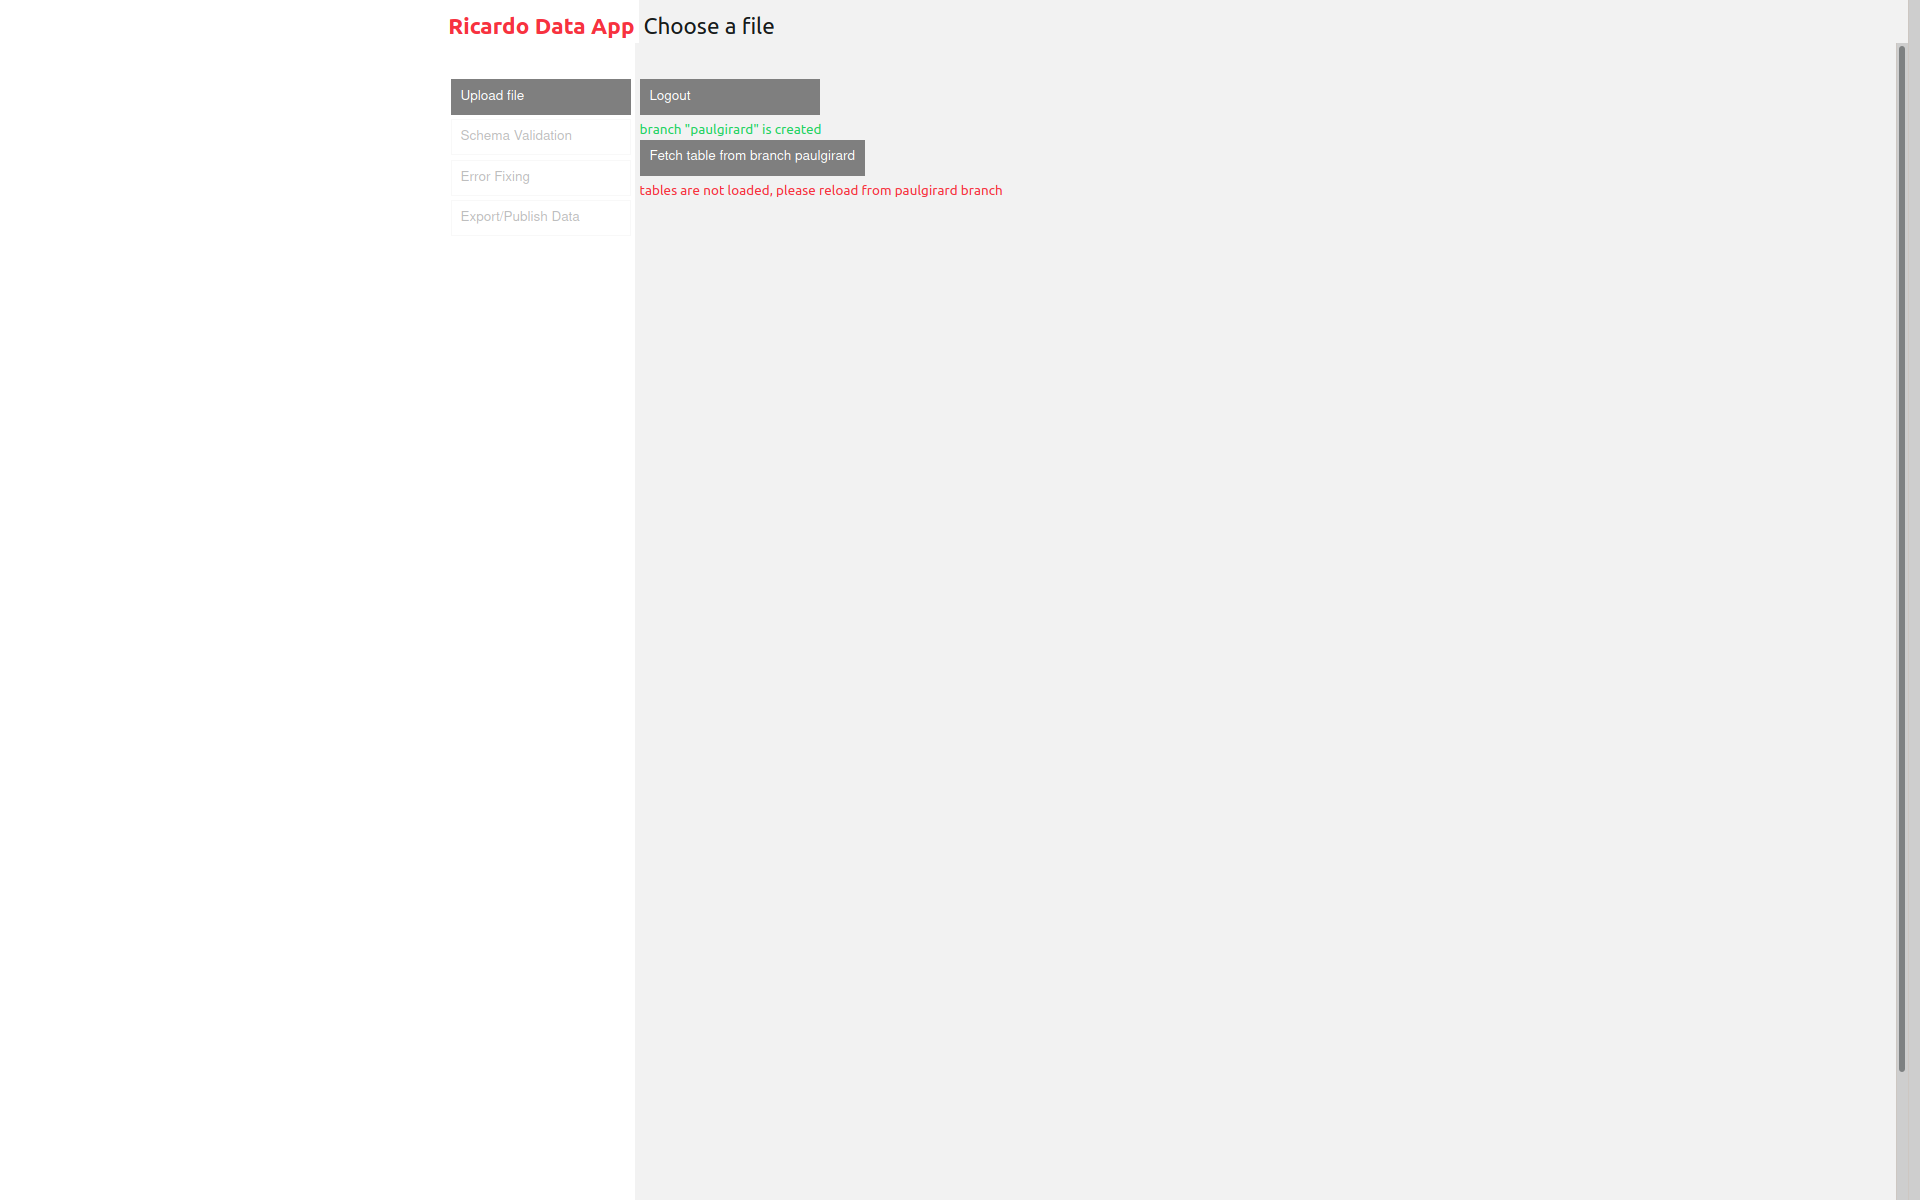 Ricardo Data App
Choose a file
Upload file
Schema Validation
Error Fixing
Export/Publish Data
Logout
branch "paulgirard" is created
Fetch table from branch paulgirard
tables are not loaded, please reload from paulgirard branch